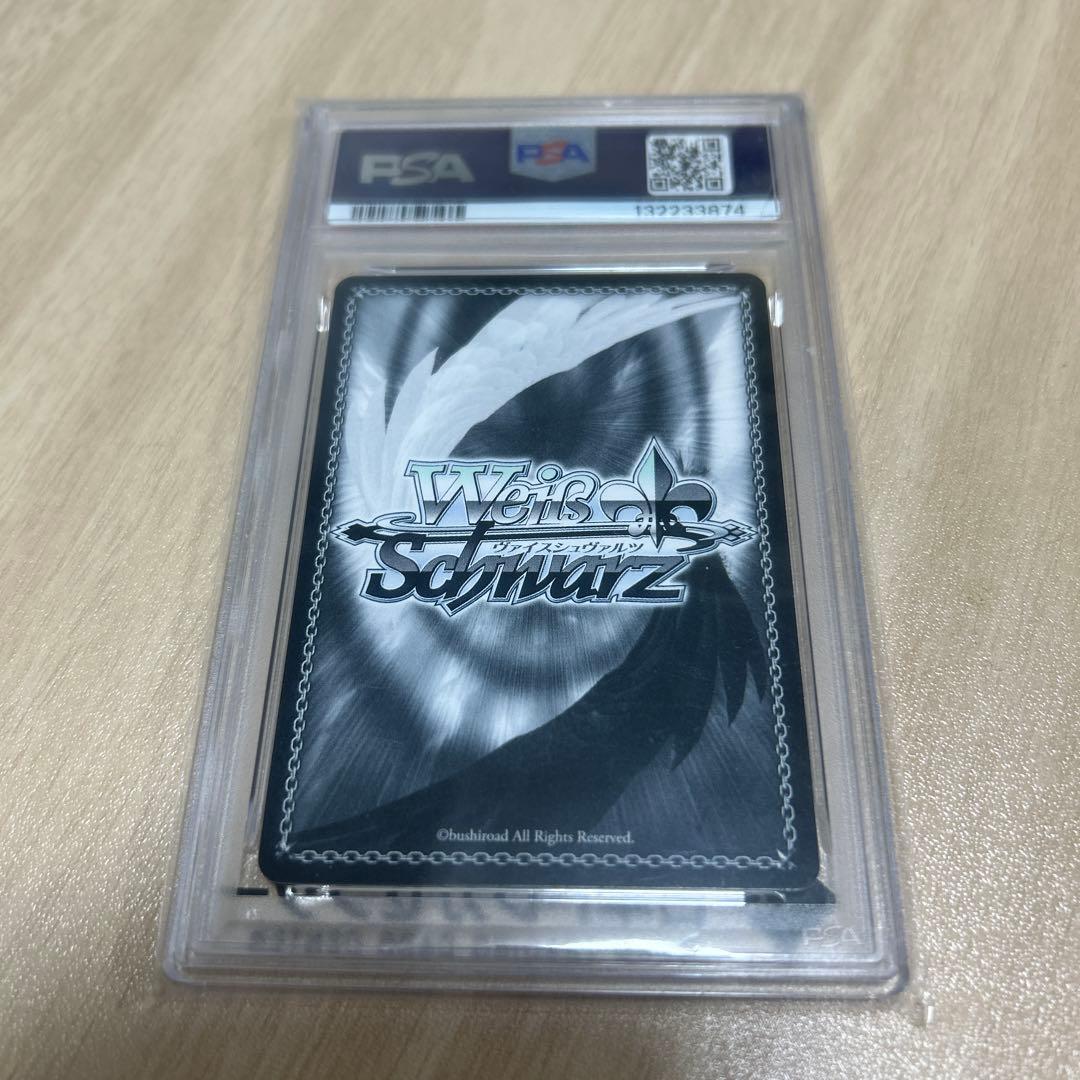 PSA
PSA
132233874
Weiß
ヴァイスシュヴァルツ
Schwarz
©bushiroad All Rights Reserved.
PSA